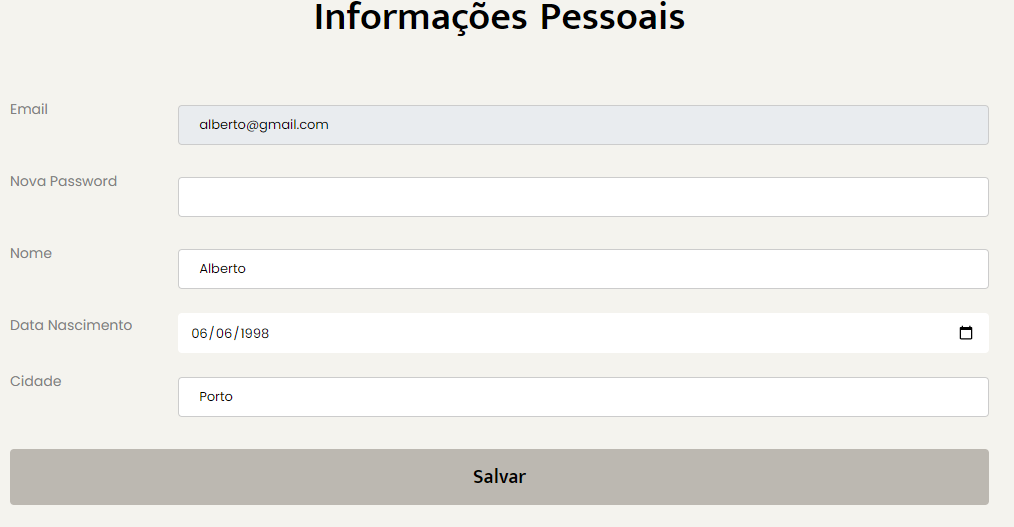 Informações Pessoais
Email
alberto@gmail.com
Nova Password
Nome
Alberto
Data Nascimento
06/06/1998
Cidade
Porto
Salvar